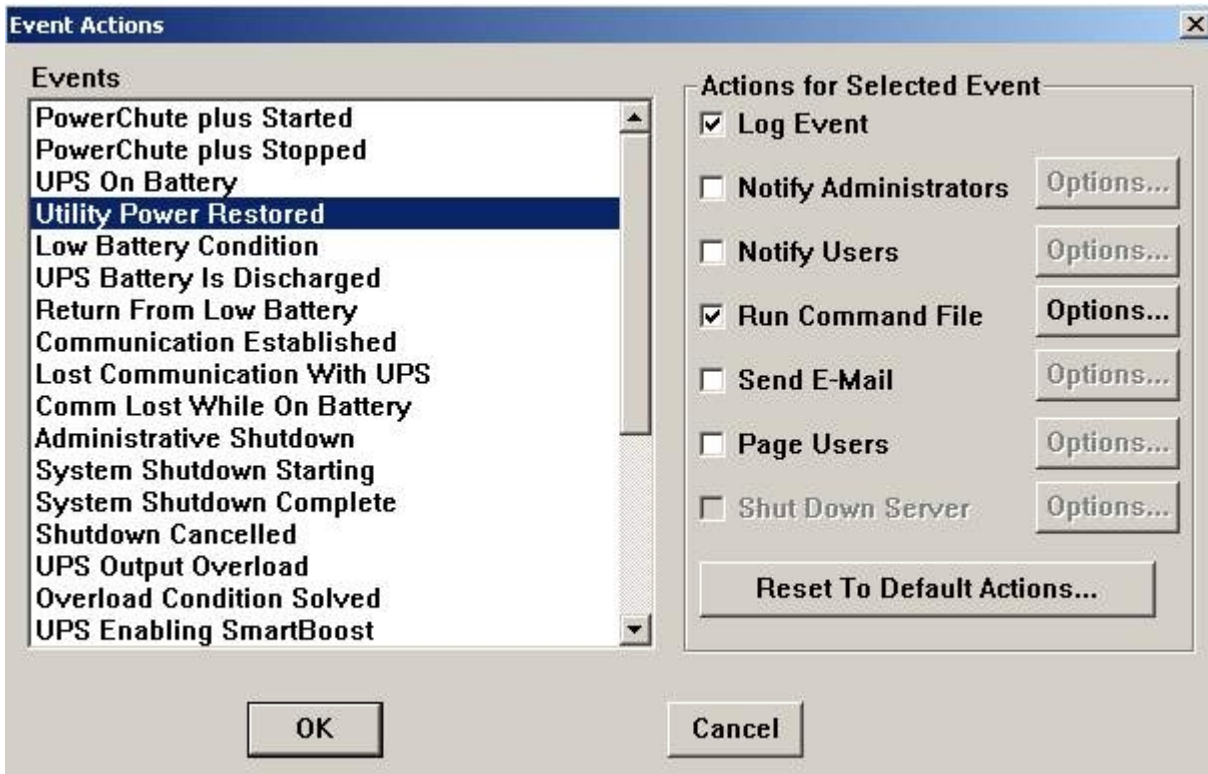 Event Actions
Events
PowerChute plus Started
PowerChute plus Stopped
UPS On Battery
Utility Power Restored
Low Battery Condition
UPS Battery Is Discharged
Return From Low Battery
Communication Established
Lost Communication With UPS
Comm Lost While On Battery
Administrative Shutdown
System Shutdown Starting
System Shutdown Complete
Shutdown Cancelled
UPS Output Overload
Overload Condition Solved
UPS Enabling SmartBoost
Actions for Selected Event
Log Event
Notify Administrators Options...
Notify Users Options...
Run Command File Options...
Send E-Mail Options...
Page Users Options...
Shut Down Server Options...
Reset To Default Actions...
OK Cancel